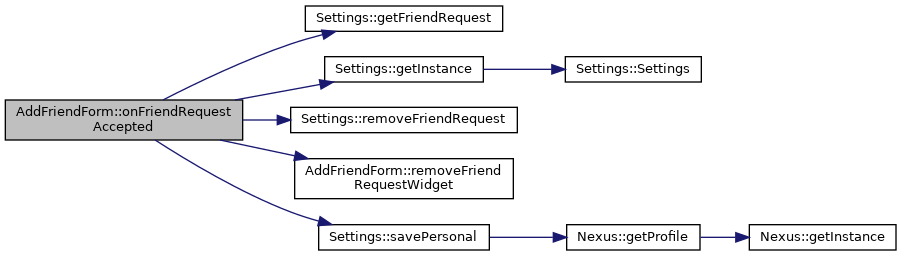 Settings::getFriendRequest
Settings::getInstance
Settings::Settings
AddFriendForm::onFriendRequest
Accepted
Settings::removeFriendRequest
AddFriendForm::removeFriend
RequestWidget
Settings::savePersonal
Nexus::getProfile
Nexus::getInstance